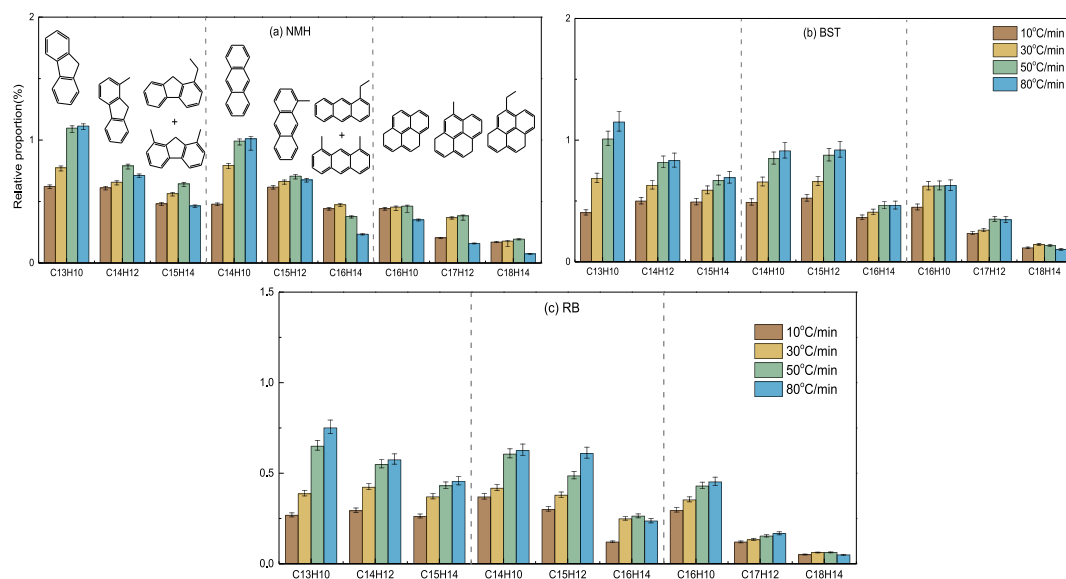 (a) NMH
Relative proportion(%)
2
1
0
+
+
C13H10 C14H12 C15H14 C14H10 C15H12 C16H14 C16H10 C17H12 C18H14
(b) BST
10°C/min
30°C/min
50°C/min
80°C/min
2
1
0
C13H10 C14H12 C15H14 C14H10 C15H12 C16H14 C16H10 C17H12 C18H14
(c) RB
10°C/min
30°C/min
50°C/min
80°C/min
1.5
1.0
0.5
0.0
C13H10 C14H12 C15H14 C14H10 C15H12 C16H14 C16H10 C17H12 C18H14